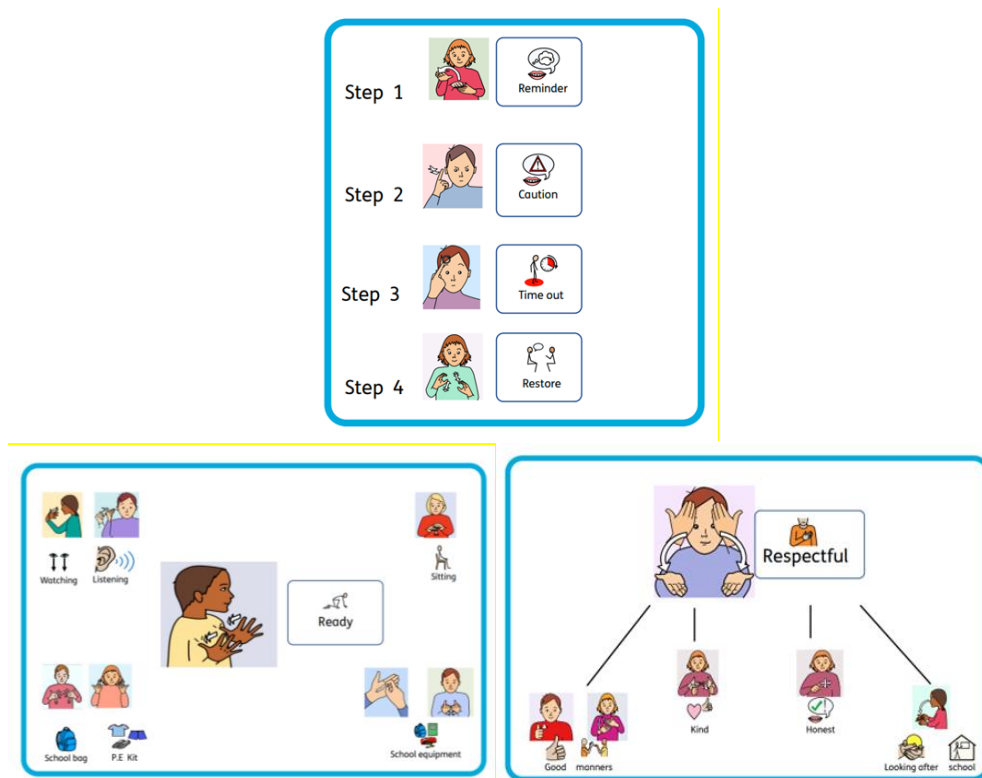 Step 1
Reminder
Step 2
Caution
Step 3
Time out
Step 4
Restore
Watching Listening
Sitting
Ready
School bag P.E Kit
School equipment
Respectful
Kind
Honest
Good manners
Looking after school